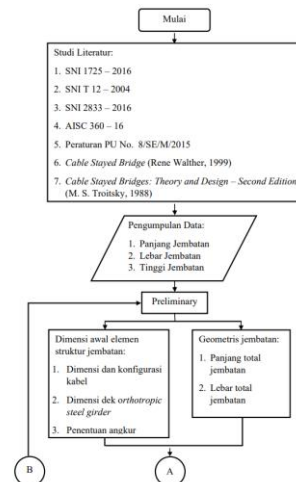 Mulai
Studi Literatur:
1. SNI 1725 – 2016
2. SNI T 12 – 2004
3. SNI 2833 – 2016
4. AISC 360 – 16
5. Peraturan PU No. 8/SE/M/2015
6. Cable Stayed Bridge (Rene Walther, 1999)
7. Cable Stayed Bridges: Theory and Design – Second Edition
(M. S. Troitsky, 1988)
Pengumpulan Data:
1. Panjang Jembatan
2. Lebar Jembatan
3. Tinggi Jembatan
Preliminary
Dimensi awal elemen
struktur jembatan:
1. Dimensi dan konfigurasi
kabel
2. Dimensi dek orthotropic
steel girder
3. Penentuan angkur
Geometris jembatan:
1. Panjang total
jembatan
2. Lebar total
jembatan
B
A